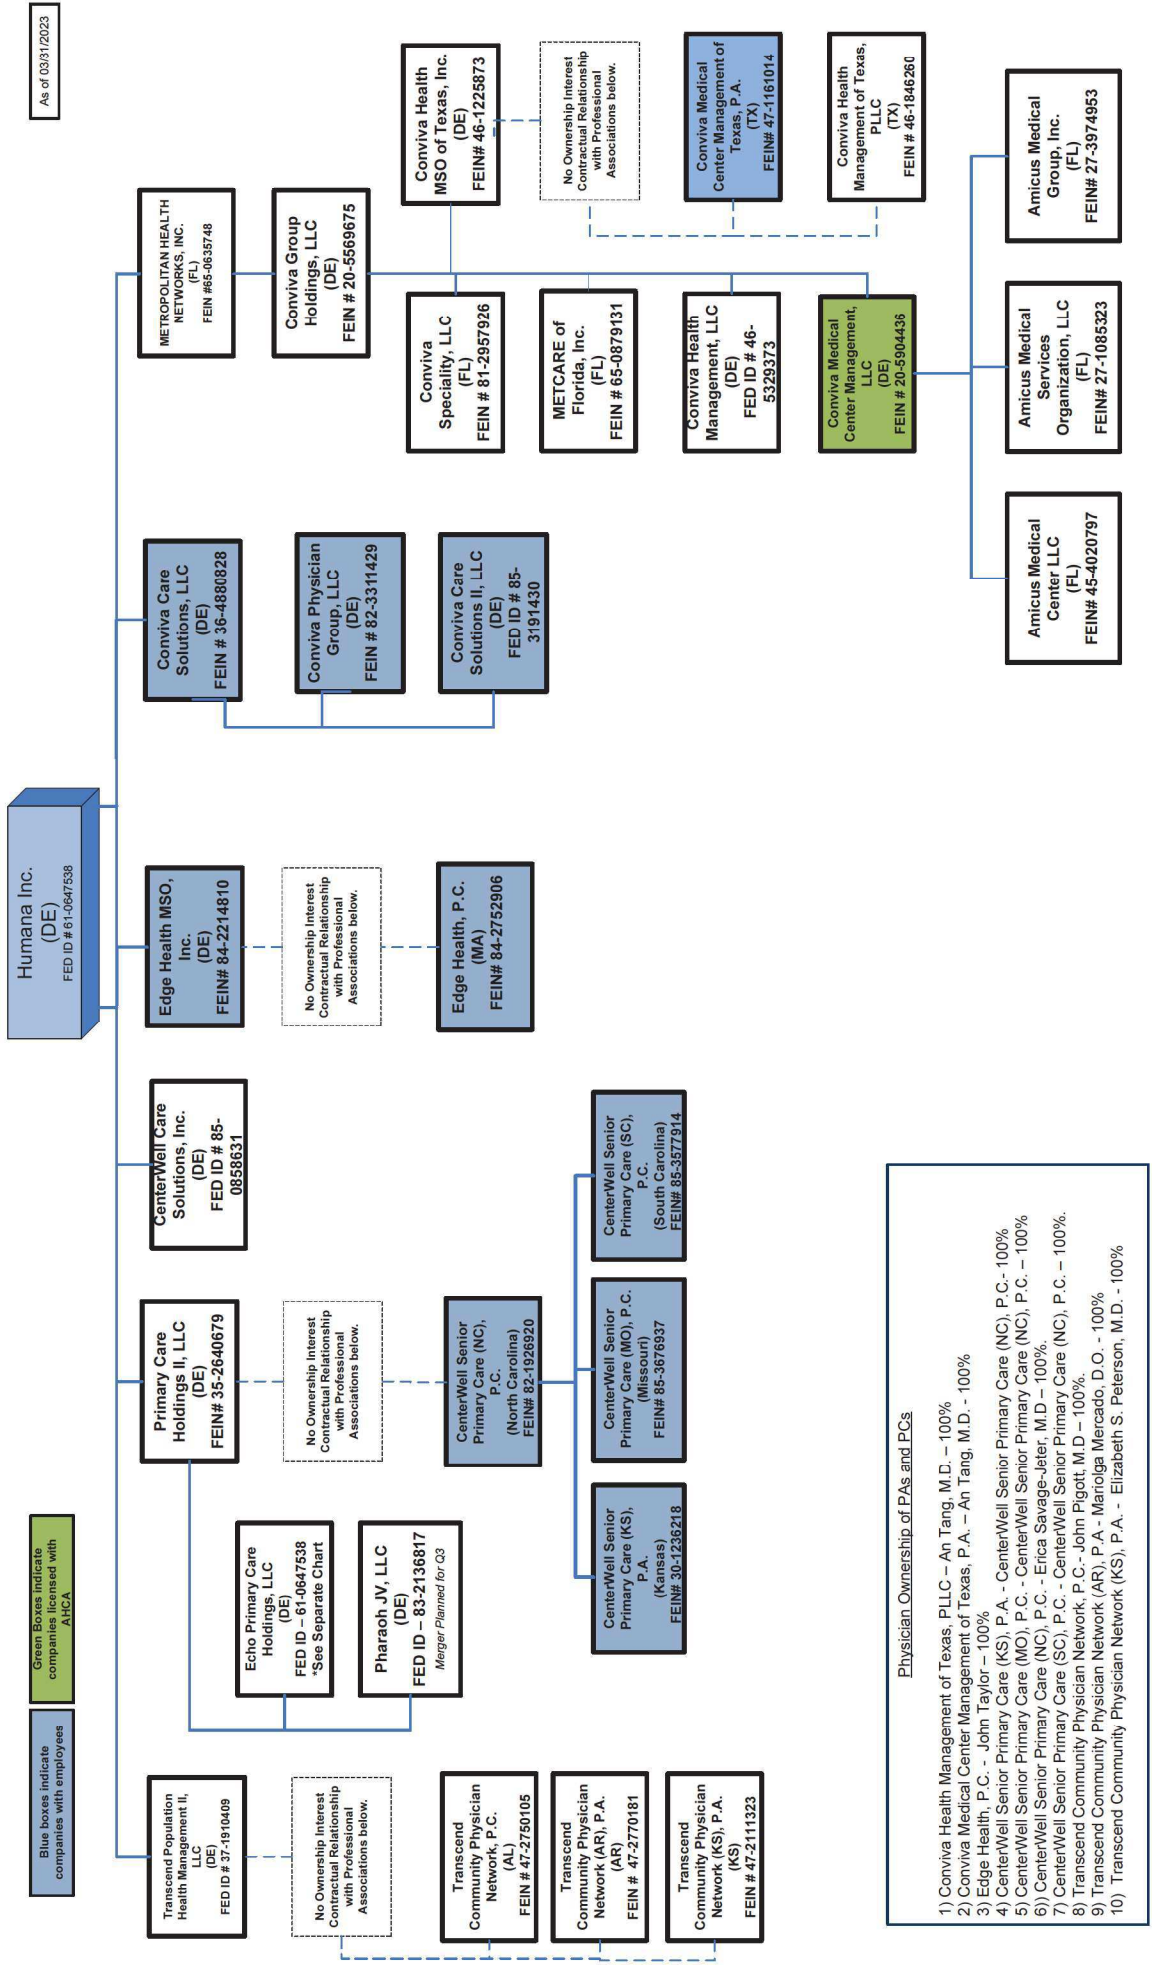 As of 03/31/2023
Humana Inc.
(DE)
FED ID # 61-0647538
Blue boxes indicate
companies with employees
Green Boxes indicate
companies licensed with
AHCA
Transcend Population
Health Management II,
LLC
(DE)
FED ID # 37-1910409
Primary Care
Holdings II, LLC
(DE)
FEIN# 35-2640679
CenterWell Care
Solutions, Inc.
(DE)
FED ID # 85-
0858631
Edge Health MSO,
Inc.
(DE)
FEIN# 84-2214810
Conviva Care
Solutions, LLC
(DE)
FEIN # 36-4880828
METROPOLITAN HEALTH
NETWORKS, INC.
(FL)
FEIN #65-0635748
No Ownership Interest
Contractual Relationship
with Professional
Associations below.
Transcend
Community Physician
Network, P.C.
(AL)
FEIN # 47-2750105
Transcend
Community Physician
Network (AR), P.A.
(AR)
FEIN # 47-2770181
Transcend
Community Physician
Network (KS), P.A.
(KS)
FEIN # 47-2111323
Echo Primary Care
Holdings, LLC
(DE)
FED ID – 61-0647538
*See Separate Chart
Pharaoh JV, LLC
(DE)
FED ID – 83-2136817
Merger Planned for Q3
No Ownership Interest
Contractual Relationship
with Professional
Associations below.
CenterWell Senior
Primary Care (NC),
P.C.
(North Carolina)
FEIN# 82-1926920
CenterWell Senior
Primary Care (KS),
P.A.
(Kansas)
FEIN# 30-1236218
CenterWell Senior
Primary Care (MO), P.C.
(Missouri)
FEIN# 85-3676937
CenterWell Senior
Primary Care (SC),
P.C.
(South Carolina)
FEIN# 85-3577914
No Ownership Interest
Contractual Relationship
with Professional
Associations below.
Edge Health, P.C.
(MA)
FEIN# 84-2752906
Conviva Physician
Group, LLC
(DE)
FEIN # 82-3311429
Conviva Care
Solutions II, LLC
(DE)
FED ID # 85-
3191430
Conviva Group
Holdings, LLC
(DE)
FEIN # 20-5569675
Conviva
Speciality, LLC
(FL)
FEIN # 81-2957926
METCARE of
Florida, Inc.
(FL)
FEIN # 65-0879131
Conviva Health
Management, LLC
(DE)
FED ID # 46-
5329373
Conviva Medical
Center Management,
LLC
(DE)
FEIN # 20-5904436
Conviva Health
MSO of Texas, Inc.
(DE)
FEIN# 46-1225873
No Ownership Interest
Contractual Relationship
with Professional
Associations below.
Conviva Medical
Center Management of
Texas, P.A.
(TX)
FEIN# 47-1161014
Conviva Health
Management of Texas,
PLLC
(TX)
FEIN # 46-1846260
Amicus Medical
Center LLC
(FL)
FEIN# 45-4020797
Amicus Medical
Services
Organization, LLC
(FL)
FEIN# 27-1085323
Amicus Medical
Group, Inc.
(FL)
FEIN# 27-3974953
Physician Ownership of PAs and PCs
1) Conviva Health Management of Texas, PLLC – An Tang, M.D. – 100%
2) Conviva Medical Center Management of Texas, P.A. – An Tang, M.D. - 100%
3) Edge Health, P.C. - John Taylor – 100%
4) CenterWell Senior Primary Care (KS), P.A. - CenterWell Senior Primary Care (NC), P.C.- 100%
5) CenterWell Senior Primary Care (MO), P.C. - CenterWell Senior Primary Care (NC), P.C. – 100%
6)) CenterWell Senior Primary Care (NC), P.C. - Erica Savage-Jeter, M.D – 100%.
7) CenterWell Senior Primary Care (SC), P.C. - CenterWell Senior Primary Care (NC), P.C. – 100%.
8) Transcend Community Physician Network, P.C.- John Pigott, M.D – 100%.
9) Transcend Community Physician Network (AR), P.A - Mariolga Mercado, D.O. - 100%
10) Transcend Community Physician Network (KS), P.A. - Elizabeth S. Peterson, M.D. - 100%